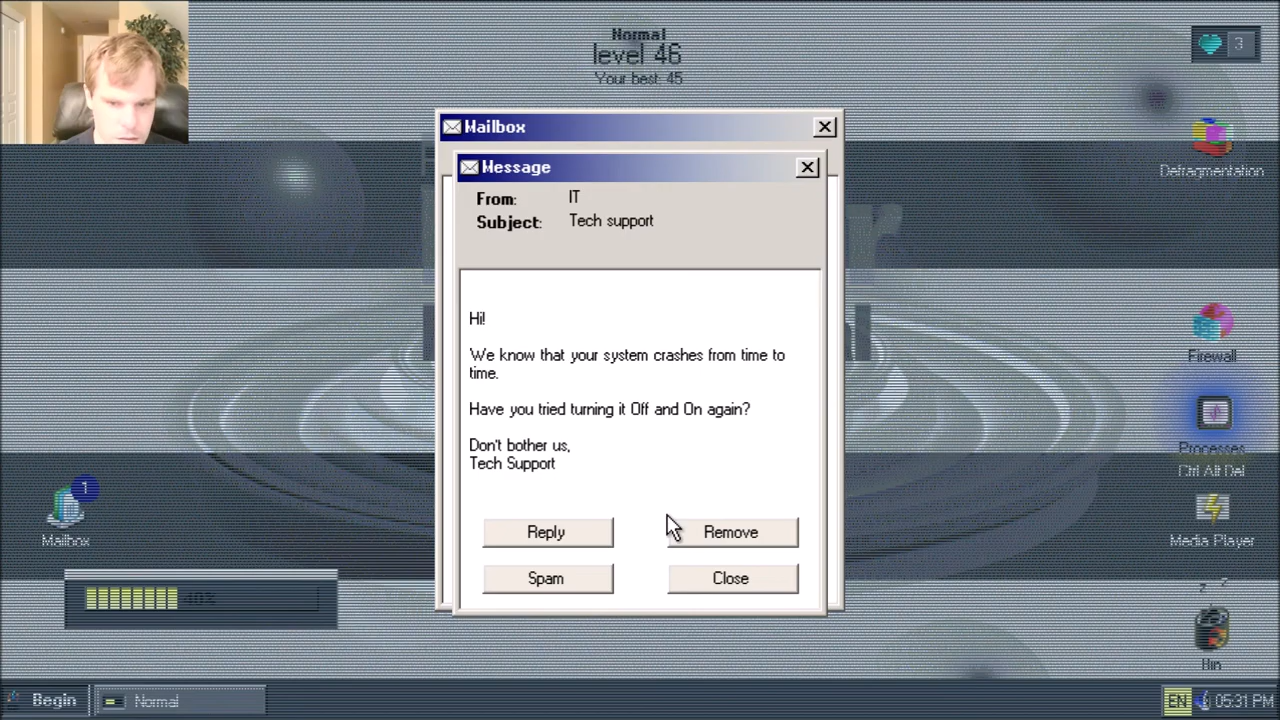 Normal
level 46
Your best: 45
3
Mailbox
Message
From: IT
Subject: Tech support
Defragmentation
Hi!
We know that your system crashes from time to
time.
Have you tried turning it Off and On again?
Don't bother us,
Tech Support
Firewall
Processes
Ctrl Alt Del
1
Mailbox
Reply
Remove
Media Player
Spam
Close
40%
z z
Bin
Begin
Normal
EN
05:31 PM